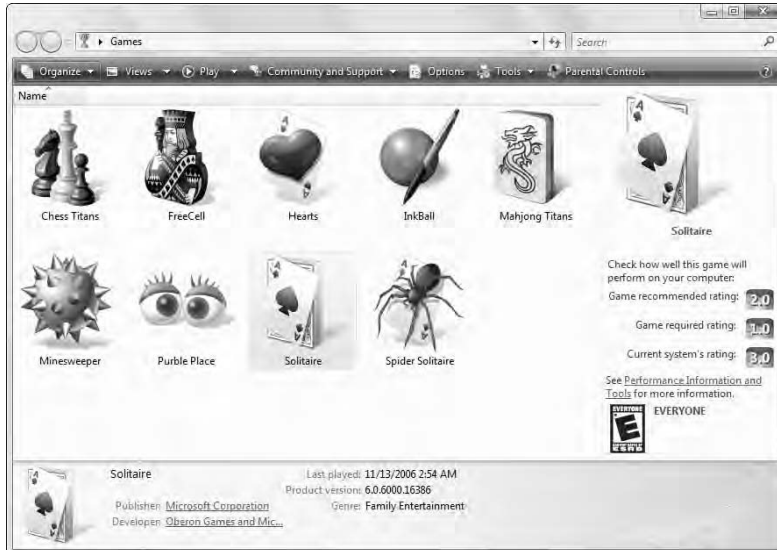 Games
Search
Organize Views Play Community and Support Options Tools Parental Controls ?
Name
Chess Titans FreeCell Hearts InkBall Mahjong Titans
Solitaire
Check how well this game will
perform on your computer:
Game recommended rating: 2.0
Game required rating: 1.0
Current system's rating: 3.0
See Performance Information and
Tools for more information.
Minesweeper Purble Place Solitaire Spider Solitaire
EVERYONE
E
ESRB
EVERYONE
Solitaire
Last played: 11/13/2006 2:54 AM
Product version: 6.0.6000.16386
Publisher: Microsoft Corporation
Genre: Family Entertainment
Developer: Oberon Games and Mic...